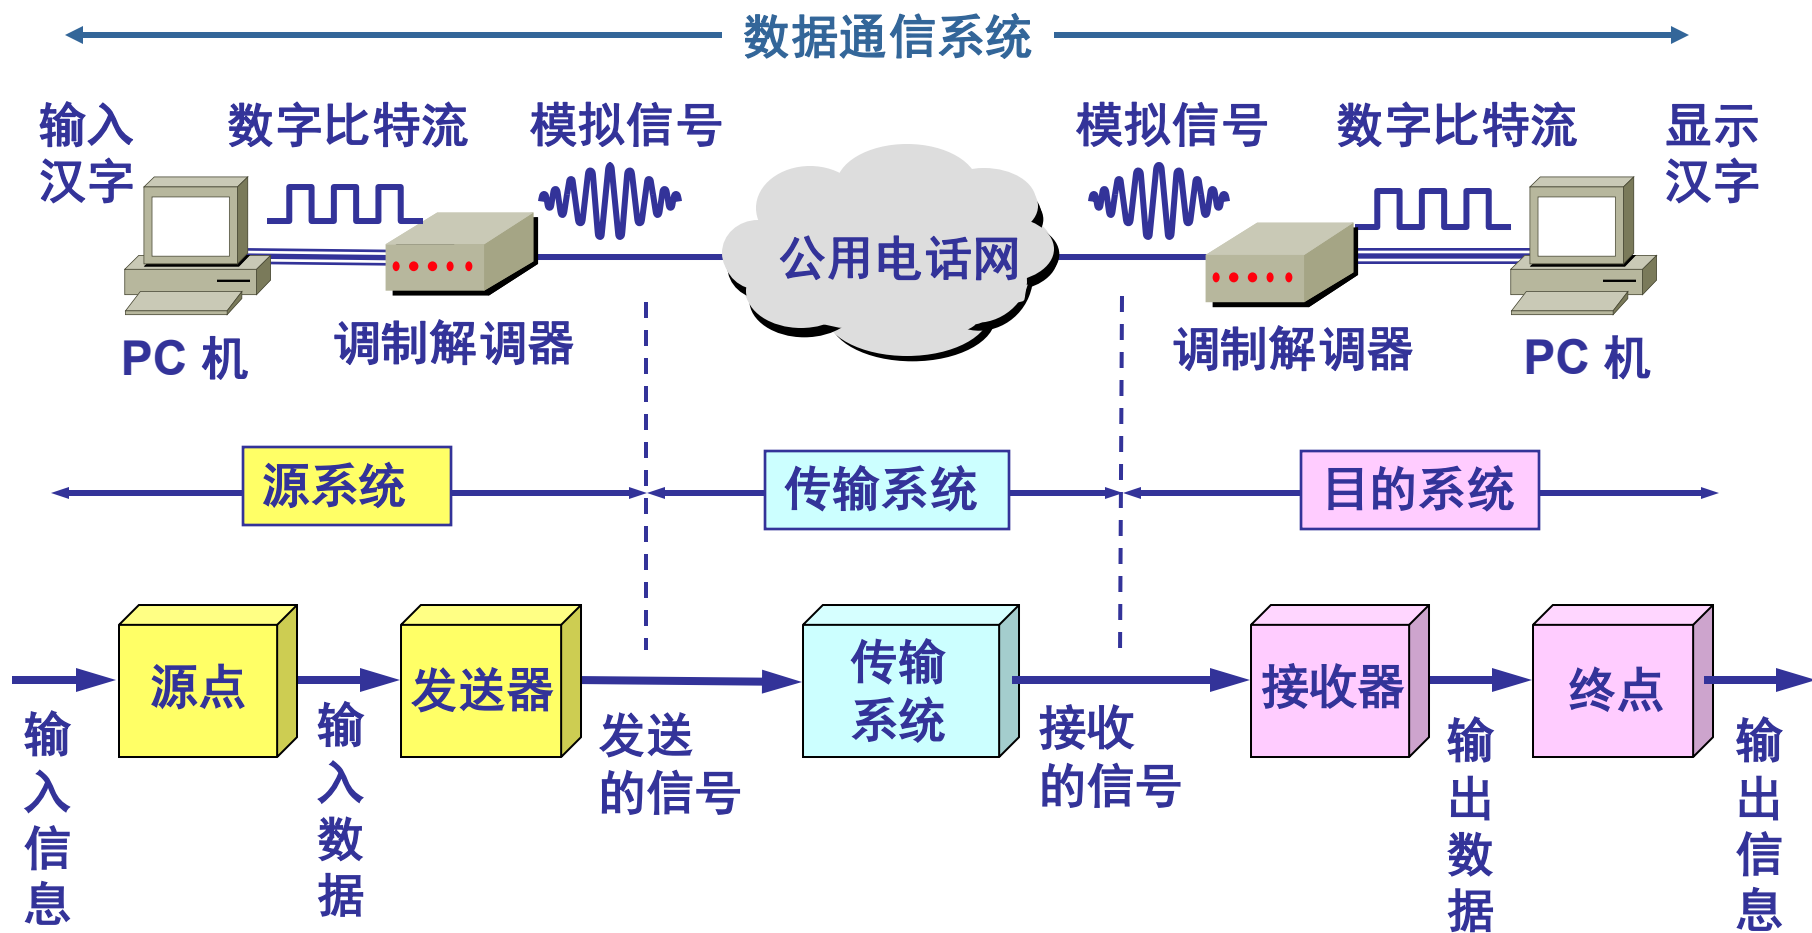 数据通信系统
输入
汉字
数字比特流
模拟信号
模拟信号
数字比特流
显示
汉字
公用电话网
PC 机
调制解调器
调制解调器
PC 机
源系统
传输系统
目的系统
源点
发送器
传输
系统
接收器
终点
输
入
信
息
输
入
数
据
发送
的信号
接收
的信号
输
出
数
据
输
出
信
息